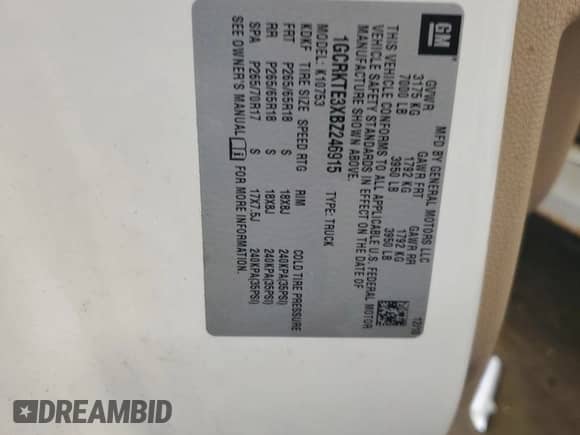 GM
MFD BY GENERAL MOTORS LLC
12/10
GVWR GAWR FRT GAWR RR
3175 KG 1792 KG 1792 KG
7000 LB 3950 LB 3950 LB
THIS VEHICLE CONFORMS TO ALL APPLICABLE U.S. FEDERAL MOTOR
VEHICLE SAFETY STANDARDS IN EFFECT ON THE DATE OF
MANUFACTURE SHOWN ABOVE.
1GCRKTE3XBZ246915
TYPE: TRUCK
MODEL: K10753
KDKF TIRE SIZE SPEED RTG RIM COLD TIRE PRESSURE
FRT P265/65R18 S 18X8J 240KPA(35PSI)
RR P265/65R18 S 18X8J 240KPA(35PSI)
SPA P265/70R17 S 17X7.5J 240KPA(35PSI)
SEE OWNER'S MANUAL FOR MORE INFORMATION.
DREAMBID